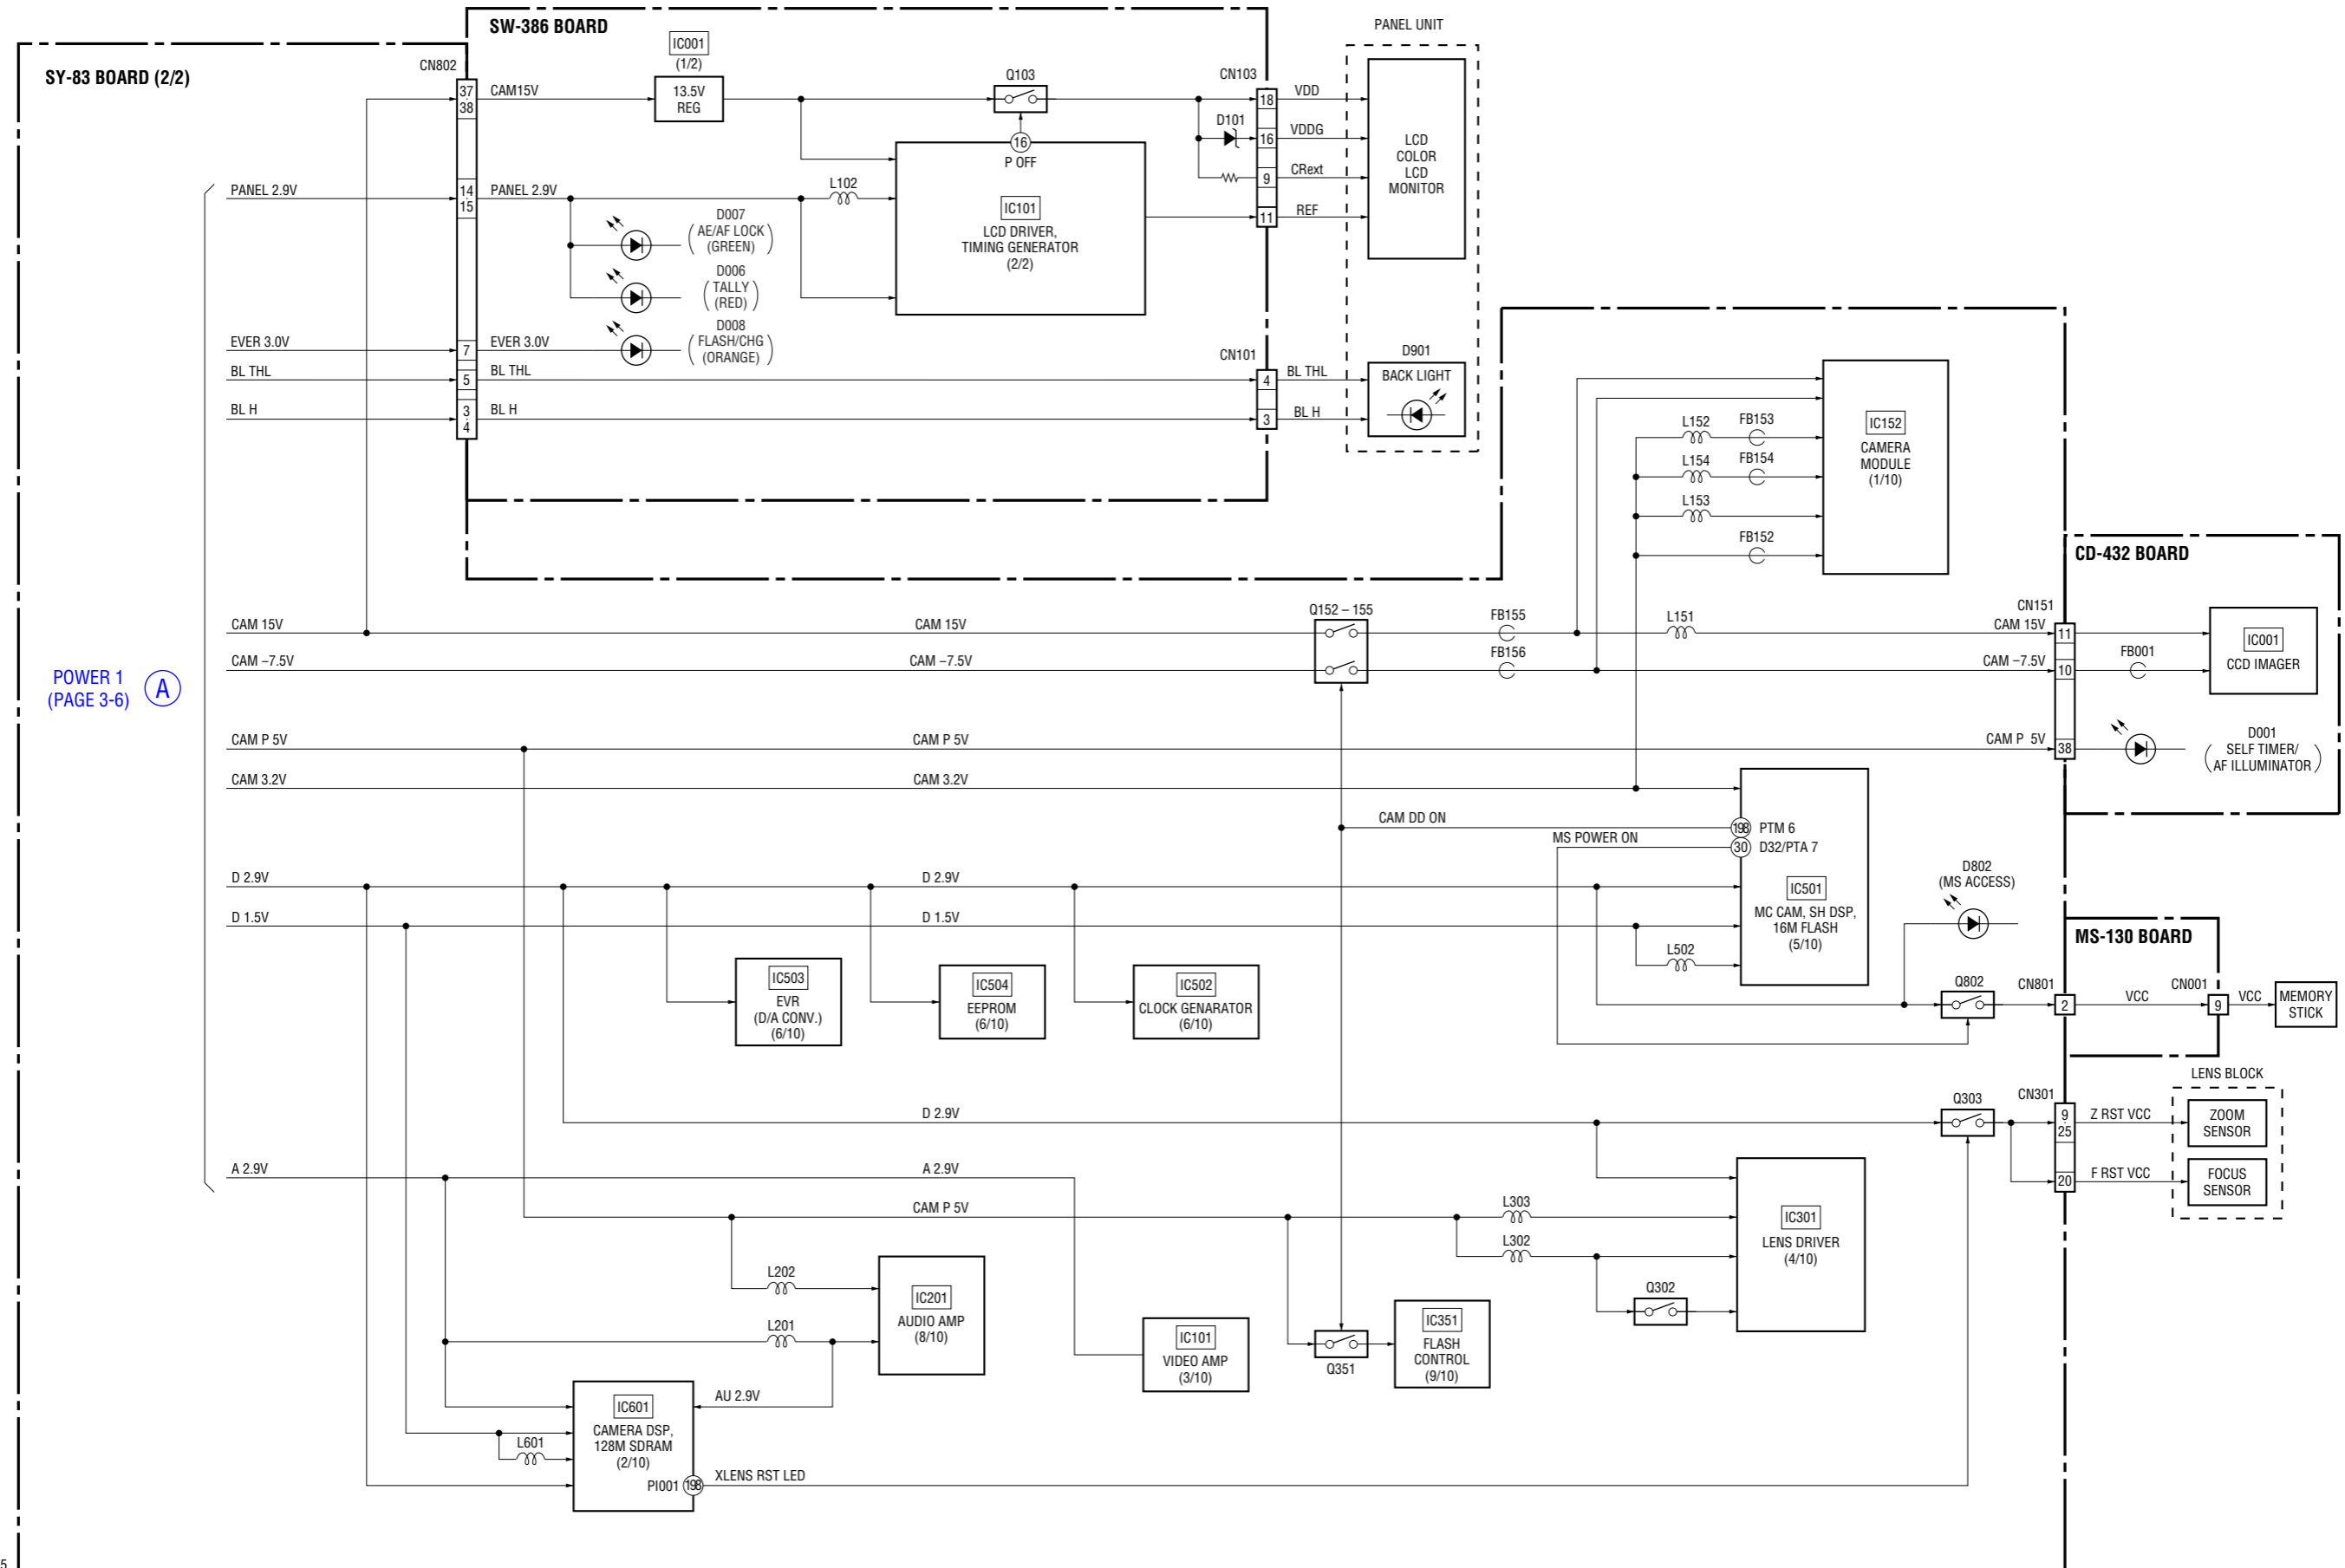 SW-386 BOARD
PANEL UNIT
SY-83 BOARD (2/2)
CN802
IC001
(1/2)
13.5V
REG
Q103
CN103
37
38
CAM15V
18
VDD
D101
16
VDDG
9
CRext
11
REF
LCD
COLOR
LCD
MONITOR
16
P OFF
PANEL 2.9V
14
15
PANEL 2.9V
L102
IC101
LCD DRIVER,
TIMING GENERATOR
(2/2)
D007
AE/AF LOCK
(GREEN)
D006
TALLY
(RED)
D008
FLASH/CHG
(ORANGE)
EVER 3.0V
7
EVER 3.0V
CN101
D901
BACK LIGHT
BL THL
5
BL THL
4
BL THL
BL H
3
4
BL H
3
BL H
L152
FB153
L154
FB154
L153
FB152
IC152
CAMERA
MODULE
(1/10)
CD-432 BOARD
POWER 1
(PAGE 3-6)
A
CAM 15V
CAM 15V
Q152 – 155
FB155
L151
CN151
CAM 15V
11
IC001
CCD IMAGER
CAM –7.5V
CAM –7.5V
FB156
CAM –7.5V
10
FB001
CAM P 5V
CAM P 5V
CAM P 5V
38
D001
SELF TIMER/
AF ILLUMINATOR
CAM 3.2V
CAM 3.2V
CAM DD ON
198
PTM 6
MS POWER ON
30
D32/PTA 7
D 2.9V
D 2.9V
IC501
MC CAM, SH DSP,
16M FLASH
(5/10)
D802
(MS ACCESS)
D 1.5V
D 1.5V
L502
MS-130 BOARD
IC503
EVR
(D/A CONV.)
(6/10)
IC504
EEPROM
(6/10)
IC502
CLOCK GENARATOR
(6/10)
Q802
CN801
2
VCC
CN001
9
VCC
MEMORY
STICK
LENS BLOCK
D 2.9V
Q303
CN301
9
25
Z RST VCC
ZOOM
SENSOR
20
F RST VCC
FOCUS
SENSOR
A 2.9V
A 2.9V
CAM P 5V
L303
L302
IC301
LENS DRIVER
(4/10)
Q302
L202
L201
IC201
AUDIO AMP
(8/10)
IC101
VIDEO AMP
(3/10)
Q351
IC351
FLASH
CONTROL
(9/10)
AU 2.9V
IC601
CAMERA DSP,
128M SDRAM
(2/10)
L601
PI001
198
XLENS RST LED
5